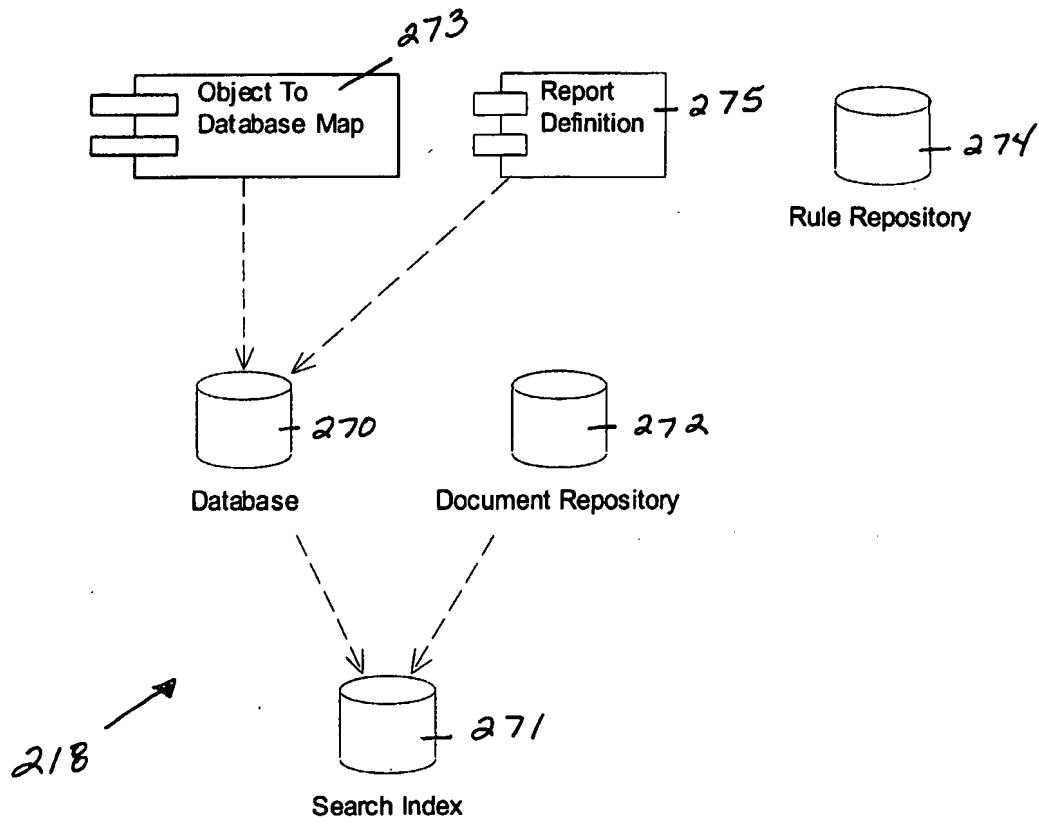 273
Object To
Database Map
Report
Definition
275
274
Rule Repository
270
272
Database
Document Repository
271
218
Search Index